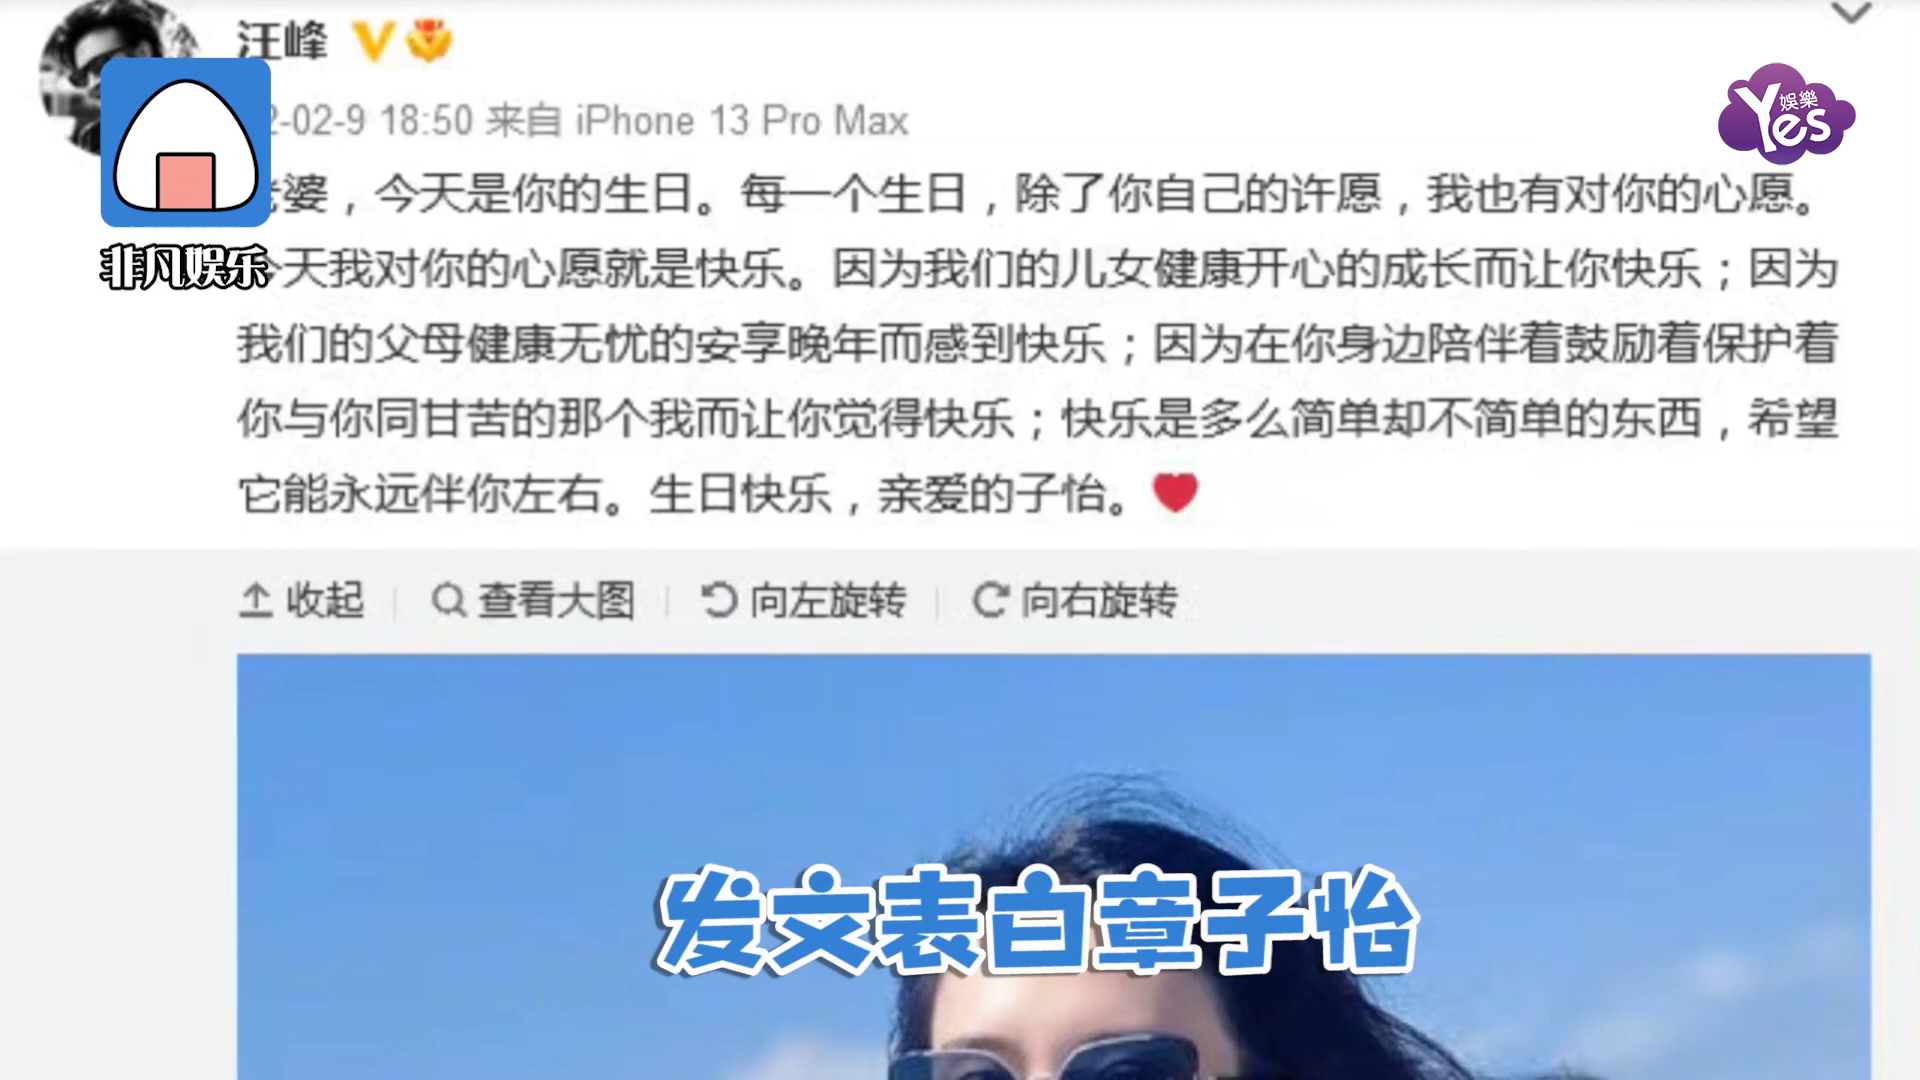 汪峰
2-02-9 18:50 来自 iPhone 13 Pro Max
娱樂
Yes
婆，今天是你的生日。每一个生日，除了你自己的许愿，我也有对你的心愿。
非凡娱乐
今天我对你的心愿就是快乐。因为我们的儿女健康开心的成长而让你快乐；因为
我们的父母健康无忧的安享晚年而感到快乐；因为在你身边陪伴着鼓励着保护着
你与你同甘苦的那个我而让你觉得快乐；快乐是多么简单却不简单的东西，希望
它能永远伴你左右。生日快乐，亲爱的子怡。
收起
查看大图
向左旋转
向右旋转
发文表白章子怡